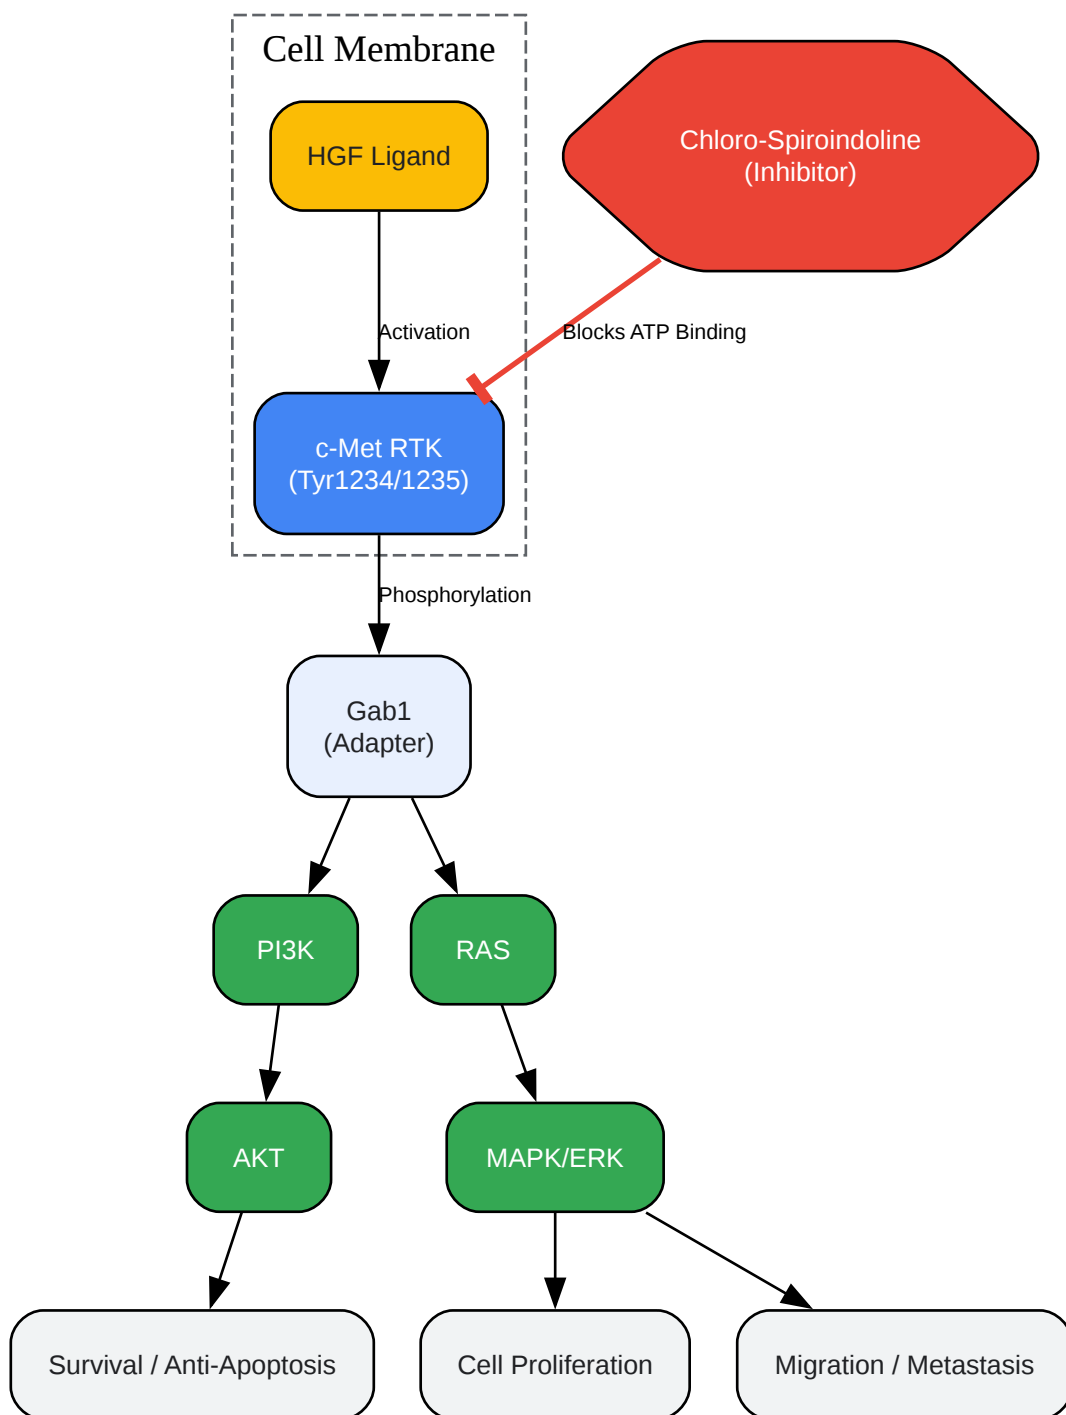 Cell Membrane
HGF Ligand
Chloro-Spiroindoline
(Inhibitor)
Activation
Blocks ATP Binding
c-Met RTK
(Tyr1234/1235)
Phosphorylation
Gab1
(Adapter)
PI3K
RAS
AKT
MAPK/ERK
Survival / Anti-Apoptosis
Cell Proliferation
Migration / Metastasis